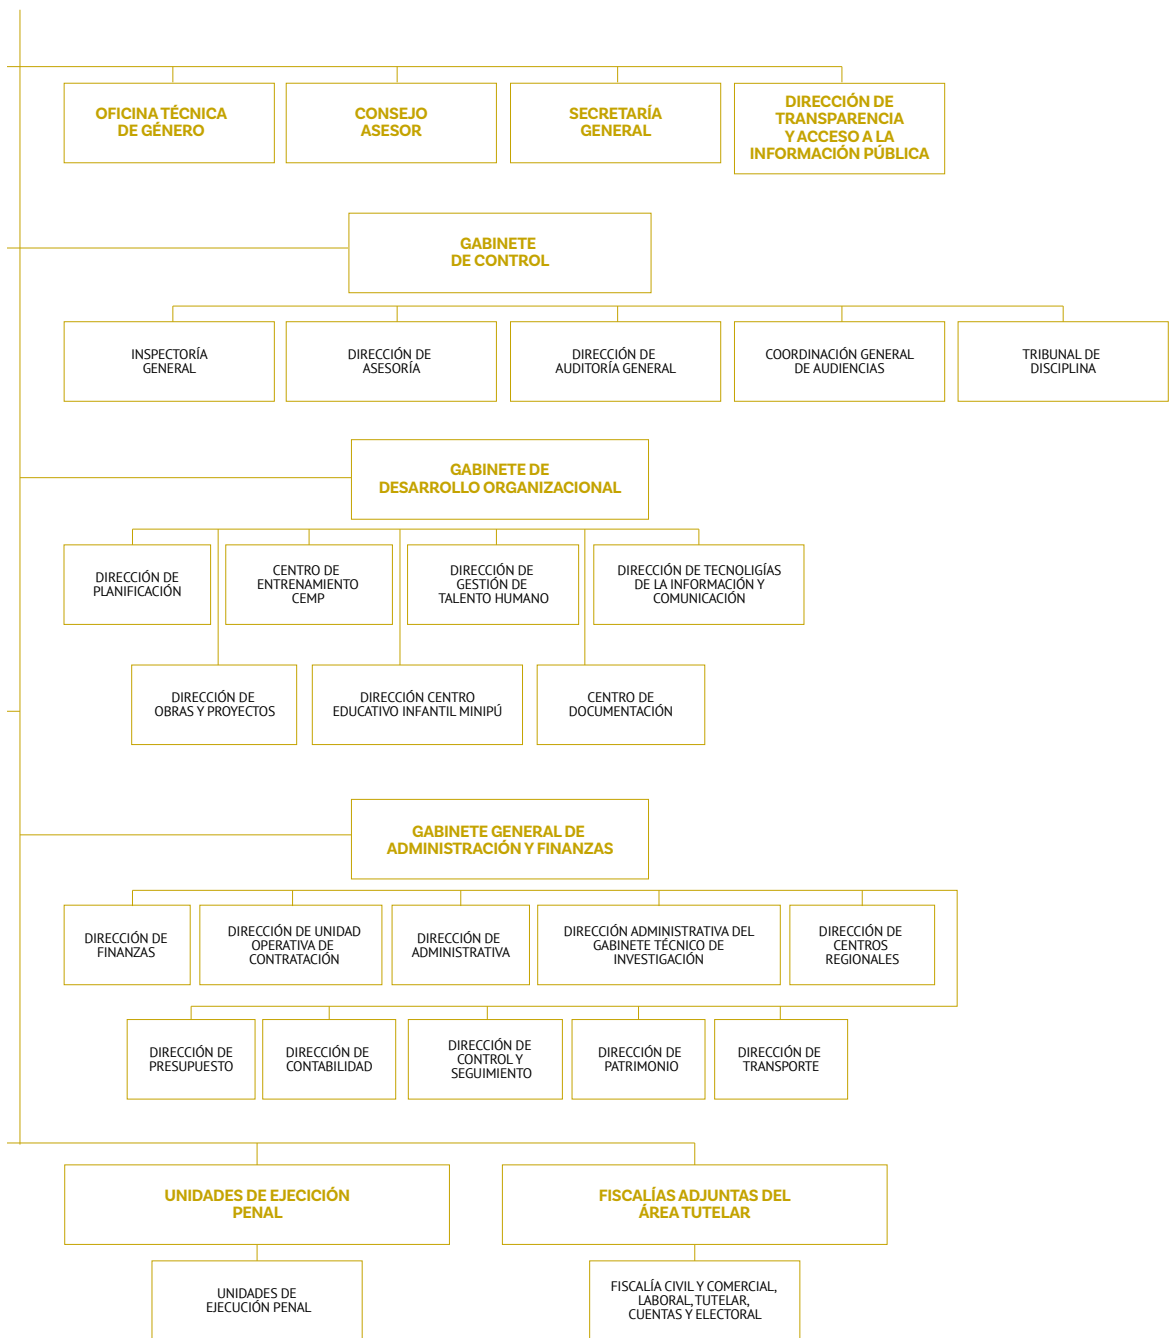 OFICINA TÉCNICA
DE GÉNERO
CONSEJO
ASESOR
SECRETARÍA
GENERAL
DIRECCIÓN DE
TRANSPARENCIA
Y ACCESO A LA
INFORMACIÓN PÚBLICA
GABINETE
DE CONTROL
INSPECTORÍA
GENERAL
DIRECCIÓN DE
ASESORÍA
DIRECCIÓN DE
AUDITORÍA GENERAL
COORDINACIÓN GENERAL
DE AUDIENCIAS
TRIBUNAL DE
DISCIPLINA
GABINETE DE
DESARROLLO ORGANIZACIONAL
DIRECCIÓN DE
PLANIFICACIÓN
CENTRO DE
ENTRENAMIENTO
CEMP
DIRECCIÓN DE
GESTIÓN DE
TALENTO HUMANO
DIRECCIÓN DE TECNOLIGÍAS
DE LA INFORMACIÓN Y
COMUNICACIÓN
DIRECCIÓN DE
OBRAS Y PROYECTOS
DIRECCIÓN CENTRO
EDUCATIVO INFANTIL MINIPÚ
CENTRO DE
DOCUMENTACIÓN
GABINETE GENERAL DE
ADMINISTRACIÓN Y FINANZAS
DIRECCIÓN DE
FINANZAS
DIRECCIÓN DE UNIDAD
OPERATIVA DE
CONTRATACIÓN
DIRECCIÓN DE
ADMINISTRATIVA
DIRECCIÓN ADMINISTRATIVA DEL
GABINETE TÉCNICO DE
INVESTIGACIÓN
DIRECCIÓN DE
CENTROS
REGIONALES
DIRECCIÓN DE
PRESUPUESTO
DIRECCIÓN DE
CONTABILIDAD
DIRECCIÓN DE
CONTROL Y
SEGUIMIENTO
DIRECCIÓN DE
PATRIMONIO
DIRECCIÓN DE
TRANSPORTE
UNIDADES DE EJECICIÓN
PENAL
FISCALÍAS ADJUNTAS DEL
ÁREA TUTELAR
UNIDADES DE
EJECUCIÓN PENAL
FISCALÍA CIVIL Y COMERCIAL,
LABORAL, TUTELAR,
CUENTAS Y ELECTORAL